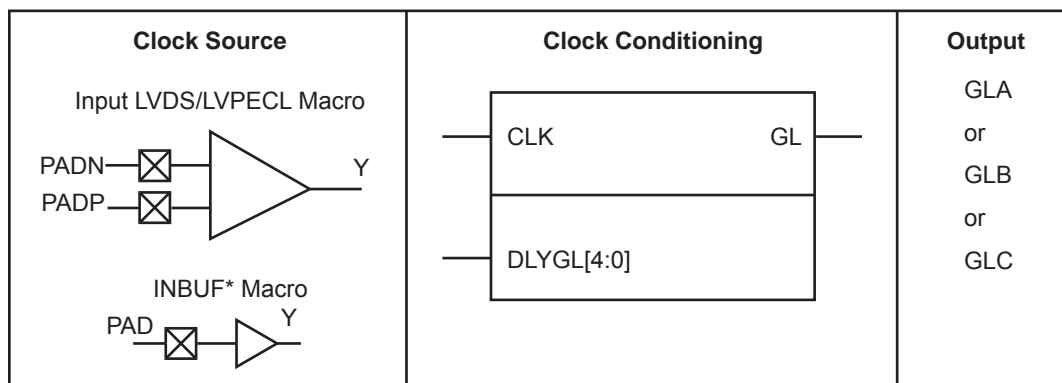 Clock Source
Input LVDS/LVPECL Macro
PADN
PADP
Y
INBUF* Macro
PAD
Y
Clock Conditioning
CLK
GL
DLYGL[4:0]
Output
GLA
or
GLB
or
GLC